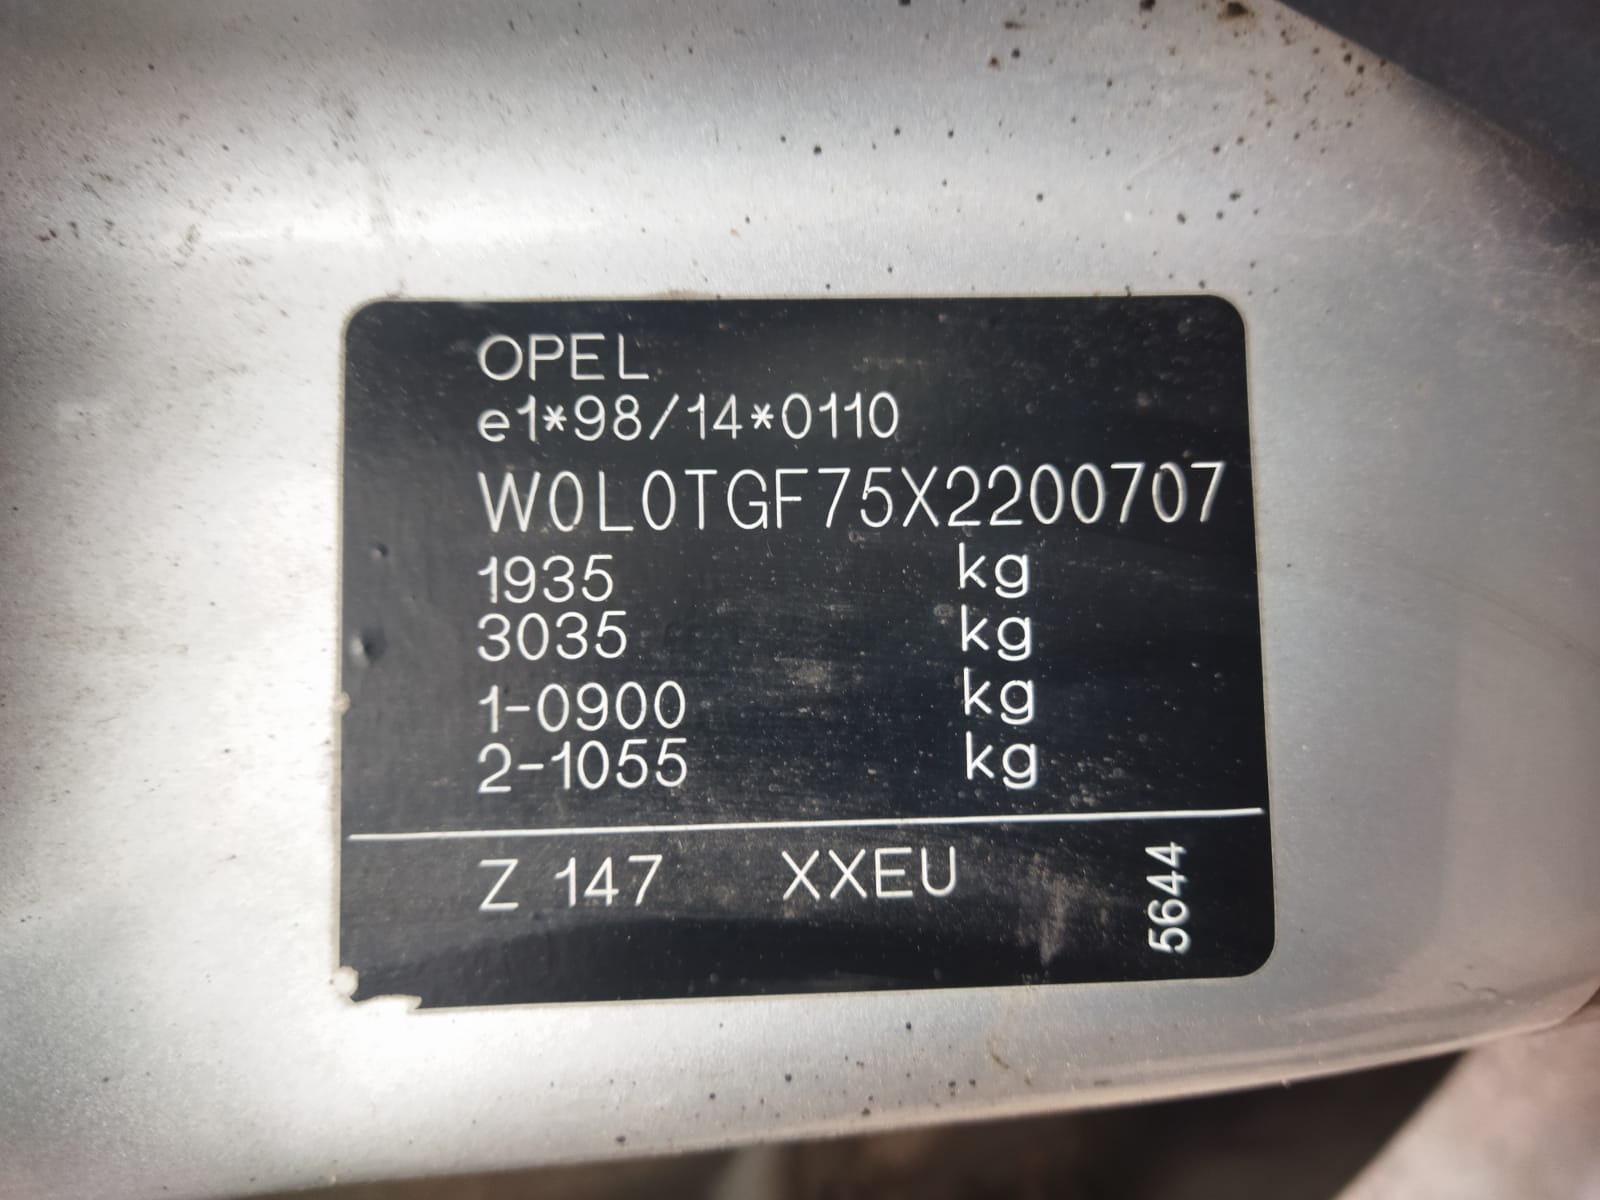 OPEL
e1*98/14*0110
W0L0TGF75X2200707
1935 kg
3035 kg
1-0900 kg
2-1055 kg
Z 147 XXEU
5644